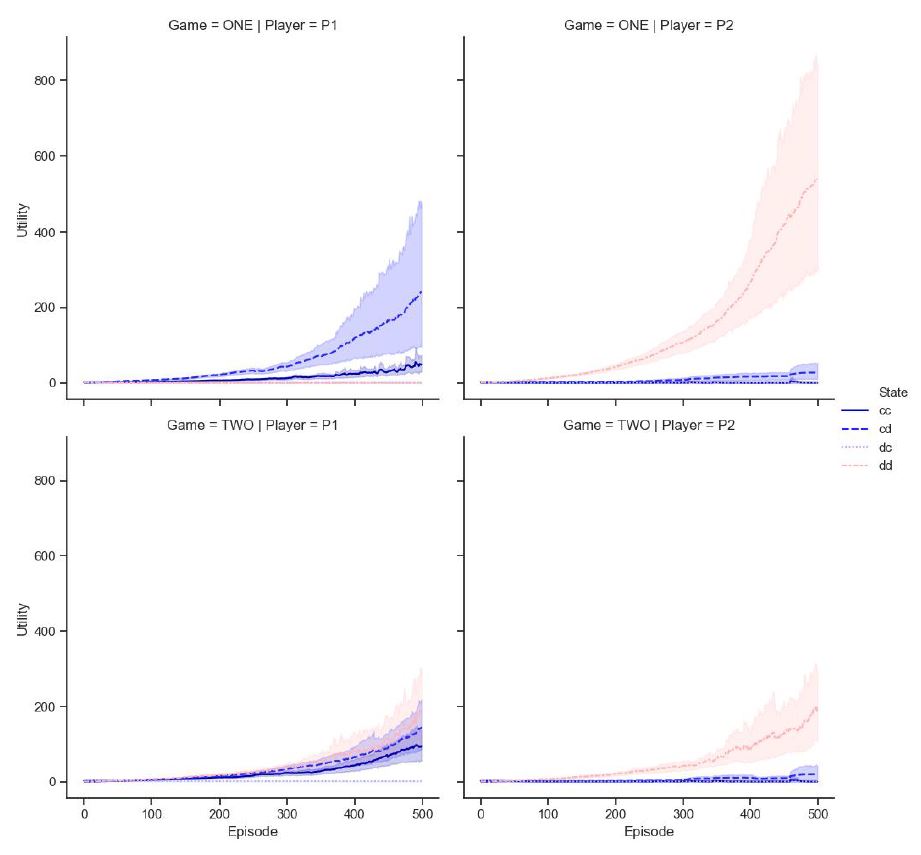 Game = ONE | Player = P1
Game = ONE | Player = P2
800
600
400
200
0
Utility
Game = TWO | Player = P1
Game = TWO | Player = P2
State
cc
cd
dc
dd
800
600
400
200
0
Utility
0 100 200 300 400 500
0 100 200 300 400 500
Episode
Episode